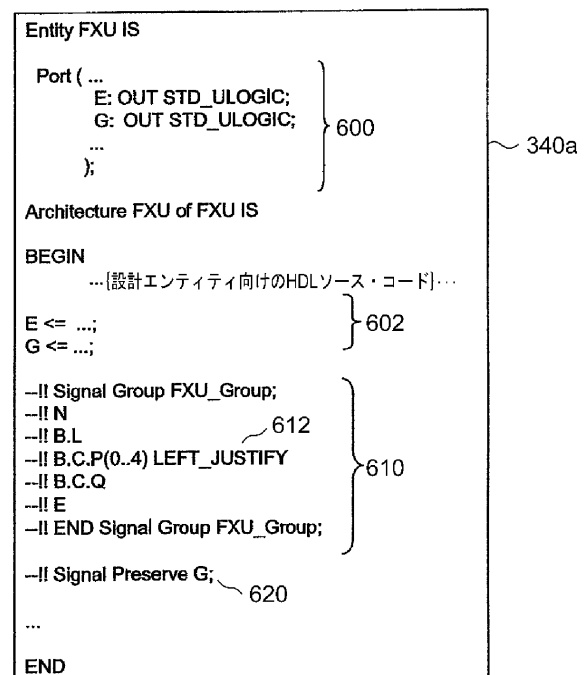 Entity FXU IS
Port ( ...
E: OUT STD_ULOGIC;
G: OUT STD_ULOGIC;
...
);
600
340a
Architecture FXU of FXU IS
BEGIN
…[設計エンティティ向けのHDLソース・コード]…
E <= ...;
G <= ...;
602
--!! Signal Group FXU_Group;
--!! N
--!! B.L
612
--!! B.C.P(0..4) LEFT_JUSTIFY
--!! B.C.Q
--!! E
--!! END Signal Group FXU_Group;
610
--!! Signal Preserve G;
620
...
END